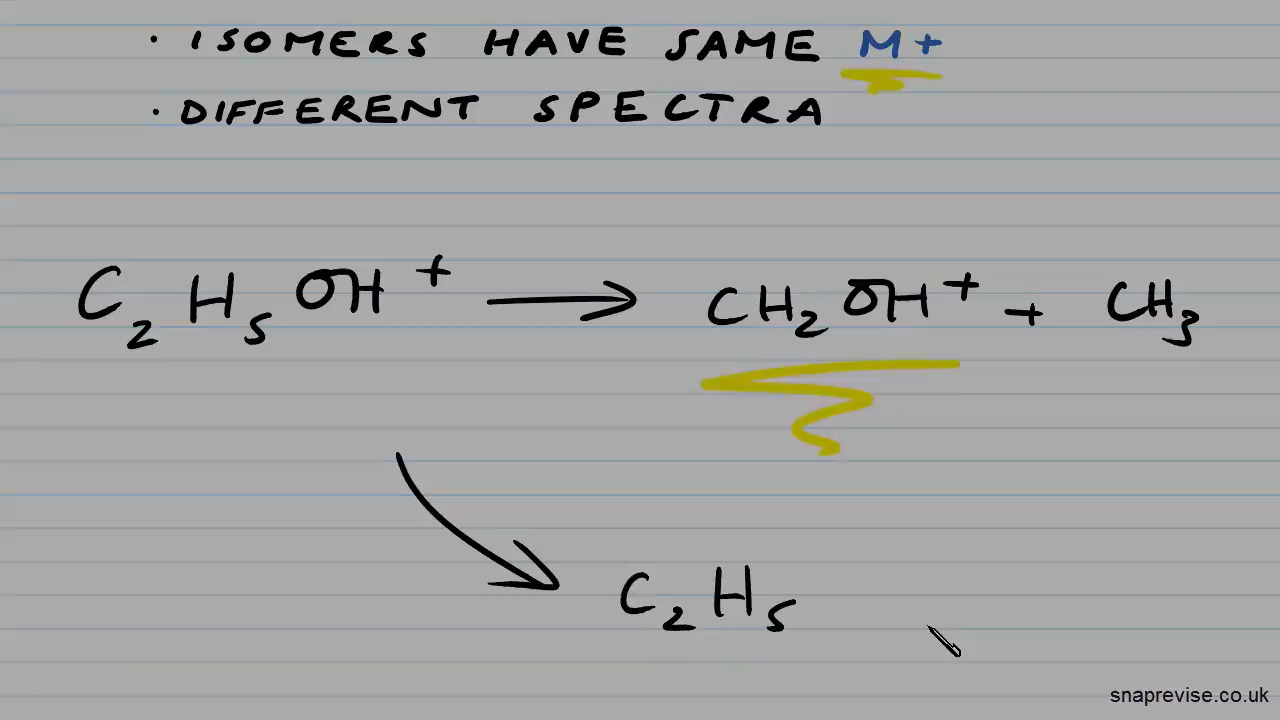 · ISOMERS HAVE SAME M+
· DIFFERENT SPECTRA
C₂H₅OH⁺ → CH₂OH⁺ + CH₃
C₂H₅
snaprevise.co.uk